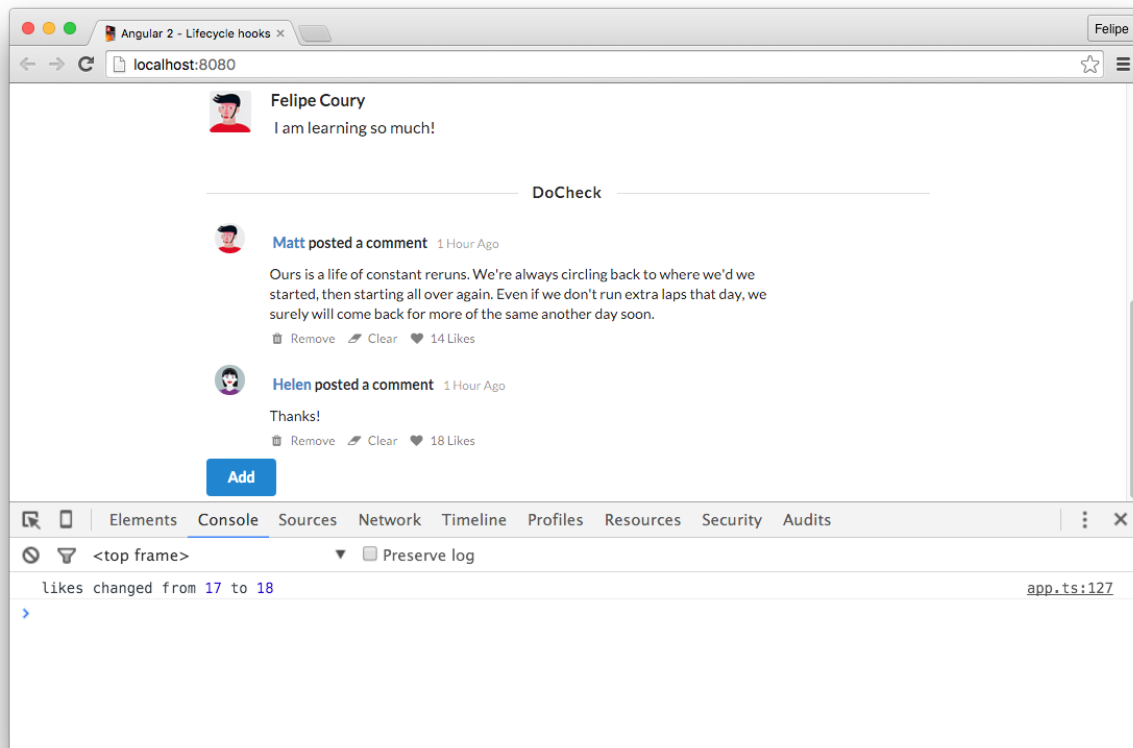 Angular 2 - Lifecycle hooks ×
Felipe
localhost:8080
Felipe Coury
I am learning so much!
DoCheck
Matt posted a comment 1 Hour Ago
Ours is a life of constant reruns. We're always circling back to where we'd we
started, then starting all over again. Even if we don't run extra laps that day, we
surely will come back for more of the same another day soon.
Remove Clear 14 Likes
Helen posted a comment 1 Hour Ago
Thanks!
Remove Clear 18 Likes
Add
Elements Console Sources Network Timeline Profiles Resources Security Audits
<top frame> ▼ Preserve log
likes changed from 17 to 18 app.ts:127